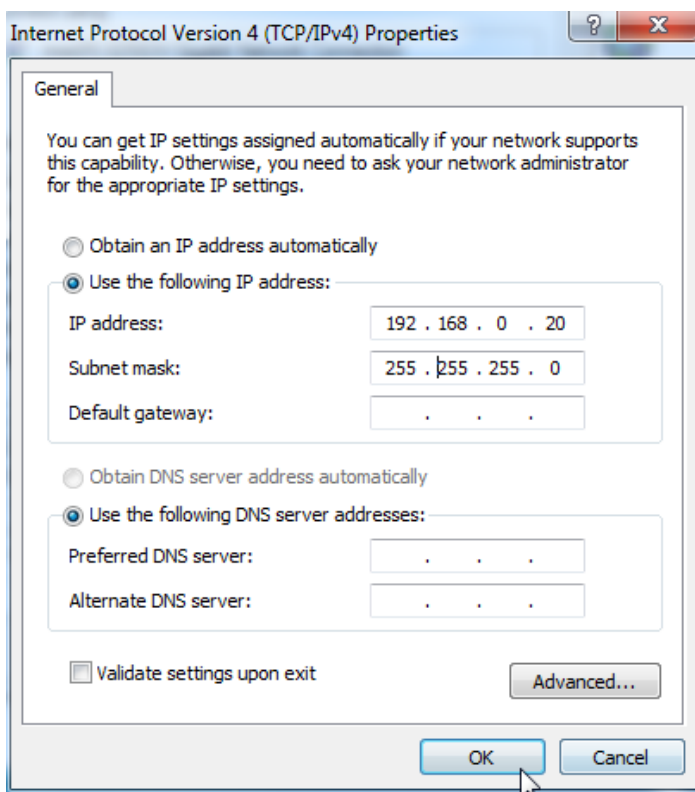 Internet Protocol Version 4 (TCP/IPv4) Properties
?
X
General
You can get IP settings assigned automatically if your network supports
this capability. Otherwise, you need to ask your network administrator
for the appropriate IP settings.
Obtain an IP address automatically
Use the following IP address:
IP address: 192 . 168 . 0 . 20
Subnet mask: 255 . 255 . 255 . 0
Default gateway: . . .
Obtain DNS server address automatically
Use the following DNS server addresses:
Preferred DNS server: . . .
Alternate DNS server: . . .
Validate settings upon exit
Advanced...
OK Cancel